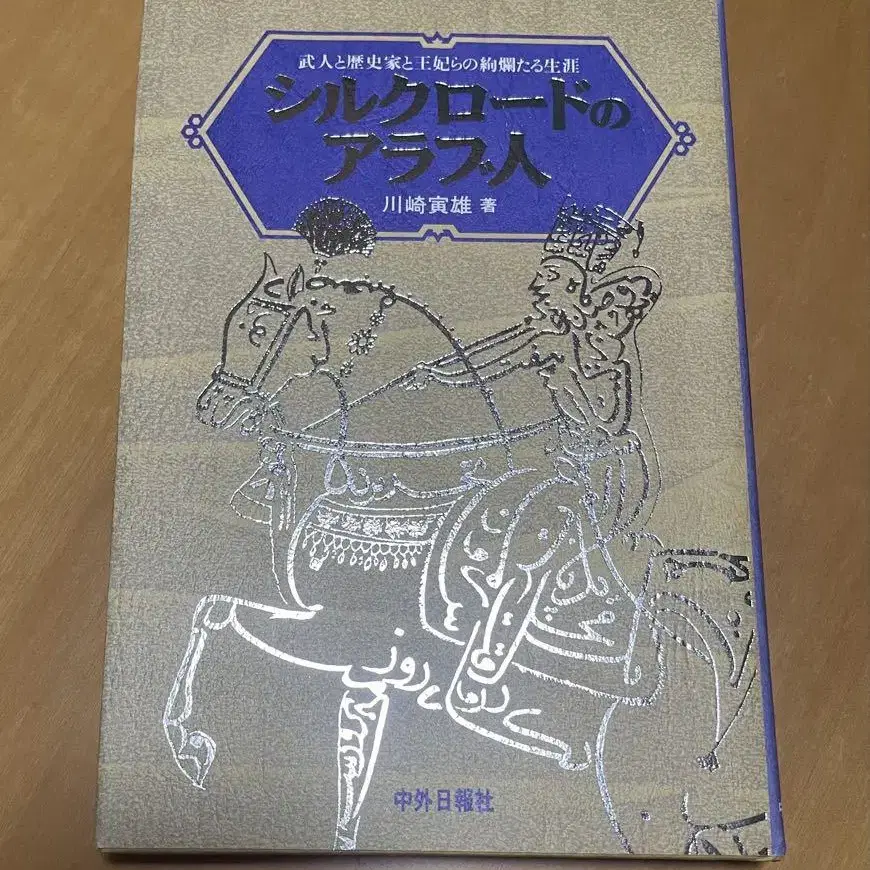 武人と歴史家と王妃らの絢爛たる生涯
シルクロードの
アラブ人
川崎寅雄 著
中外日報社